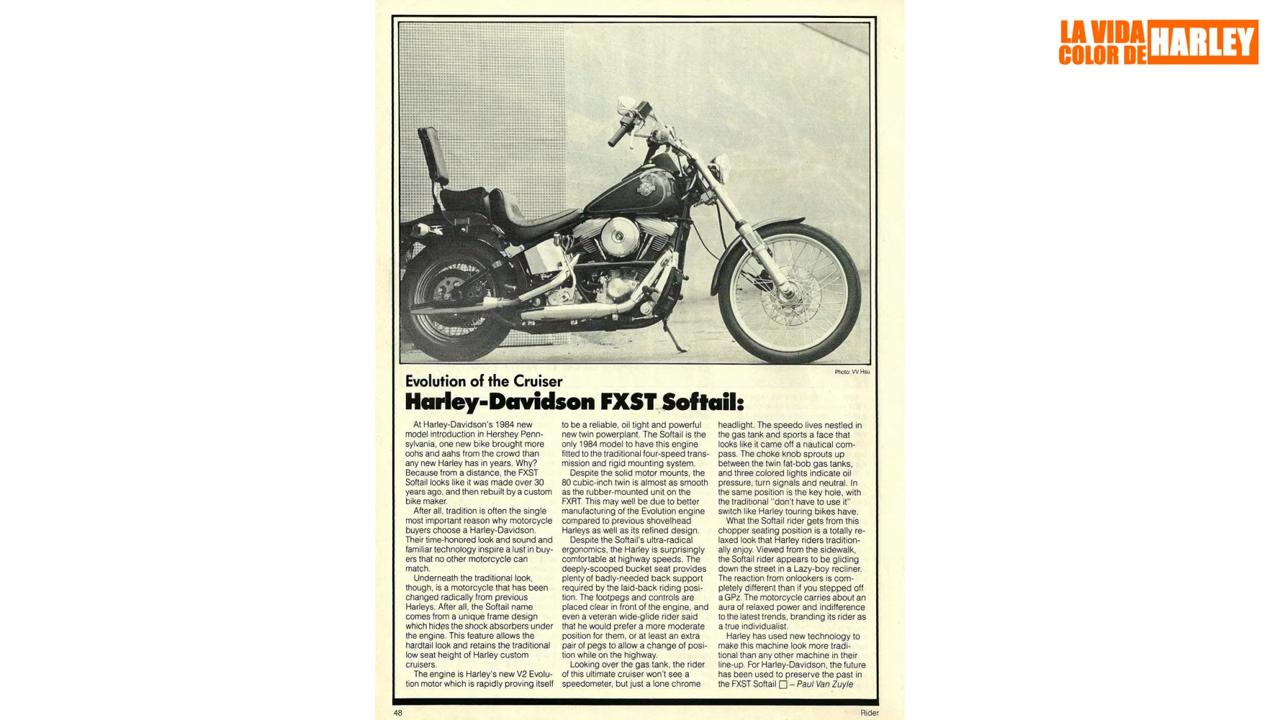 LA VIDA
COLOR DE HARLEY
Photo: VV Hsu
Evolution of the Cruiser
Harley-Davidson FXST Softail:
At Harley-Davidson's 1984 new
model introduction in Hershey Penn-
sylvania, one new bike brought more
oohs and aahs from the crowd than
any new Harley has in years. Why?
Because from a distance, the FXST
Softail looks like it was made over 30
years ago, and then rebuilt by a custom
bike maker.
After all, tradition is often the single
most important reason why motorcycle
buyers choose a Harley-Davidson.
Their time-honored look and sound and
familiar technology inspire a lust in buy-
ers that no other motorcycle can
match.
Underneath the traditional look,
though, is a motorcycle that has been
changed radically from previous
Harleys. After all, the Softail name
comes from a unique frame design
which hides the shock absorbers under
the engine. This feature allows the
hardtail look and retains the traditional
low seat height of Harley custom
cruisers.
The engine is Harley's new V2 Evolu-
tion motor which is rapidly proving itself
to be a reliable, oil tight and powerful
new twin powerplant. The Softail is the
only 1984 model to have this engine
fitted to the traditional four-speed trans-
mission and rigid mounting system.
Despite the solid motor mounts, the
80 cubic-inch twin is almost as smooth
as the rubber-mounted unit on the
FXRT. This may well be due to better
manufacturing of the Evolution engine
compared to previous shovelhead
Harleys as well as its refined design.
Despite the Softail's ultra-radical
ergonomics, the Harley is surprisingly
comfortable at highway speeds. The
deeply-scooped bucket seat provides
plenty of badly-needed back support
required by the laid-back riding posi-
tion. The footpegs and controls are
placed clear in front of the engine, and
even a veteran wide-glide rider said
that he would prefer a more moderate
position for them, or at least an extra
pair of pegs to allow a change of posi-
tion while on the highway.
Looking over the gas tank, the rider
of this ultimate cruiser won't see a
speedometer, but just a lone chrome
headlight. The speedo lives nestled in
the gas tank and sports a face that
looks like it came off a nautical com-
pass. The choke knob sprouts up
between the twin fat-bob gas tanks,
and three colored lights indicate oil
pressure, turn signals and neutral. In
the same position is the key hole, with
the traditional "don't have to use it"
switch like Harley touring bikes have.
What the Softail rider gets from this
chopper seating position is a totally re-
laxed look that Harley riders tradition-
ally enjoy. Viewed from the sidewalk,
the Softail rider appears to be gliding
down the street in a Lazy-boy recliner.
The reaction from onlookers is com-
pletely different than if you stepped off
a GPz. The motorcycle carries about an
aura of relaxed power and indifference
to the latest trends, branding its rider as
a true individualist.
Harley has used new technology to
make this machine look more tradi-
tional than any other machine in their
line-up. For Harley-Davidson, the future
has been used to preserve the past in
the FXST Softail □ – Paul Van Zuyle
48
Rider